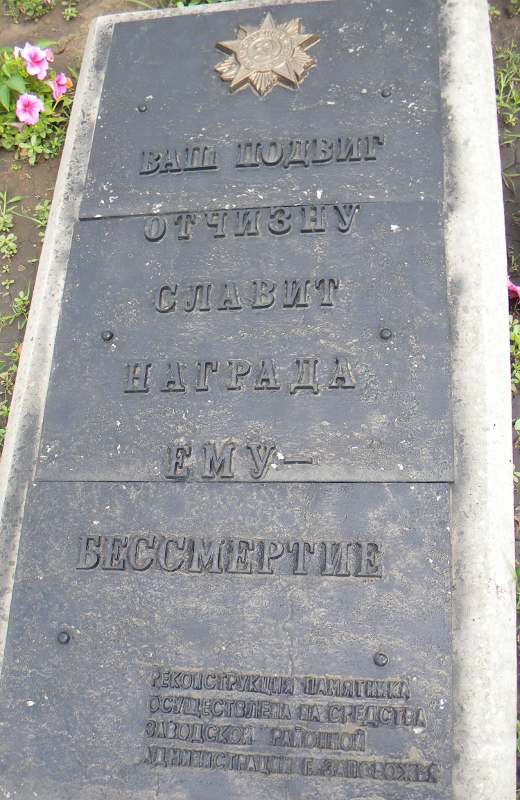 ВАШ ПОДВИГ
ОТЧИЗНУ
СЛАВИТ
НАГРАДА
ЕМУ—
БЕССМЕРТИЕ
РЕКОНСТРУКЦИЯ ПАМЯТНИКА
ОСУЩЕСТВЛЕНА НА СРЕДСТВА
ЗАВОДСКОЙ РАЙОННОЙ
АДМИНИСТРАЦИИ Г. ЗАПОРОЖЬЯ